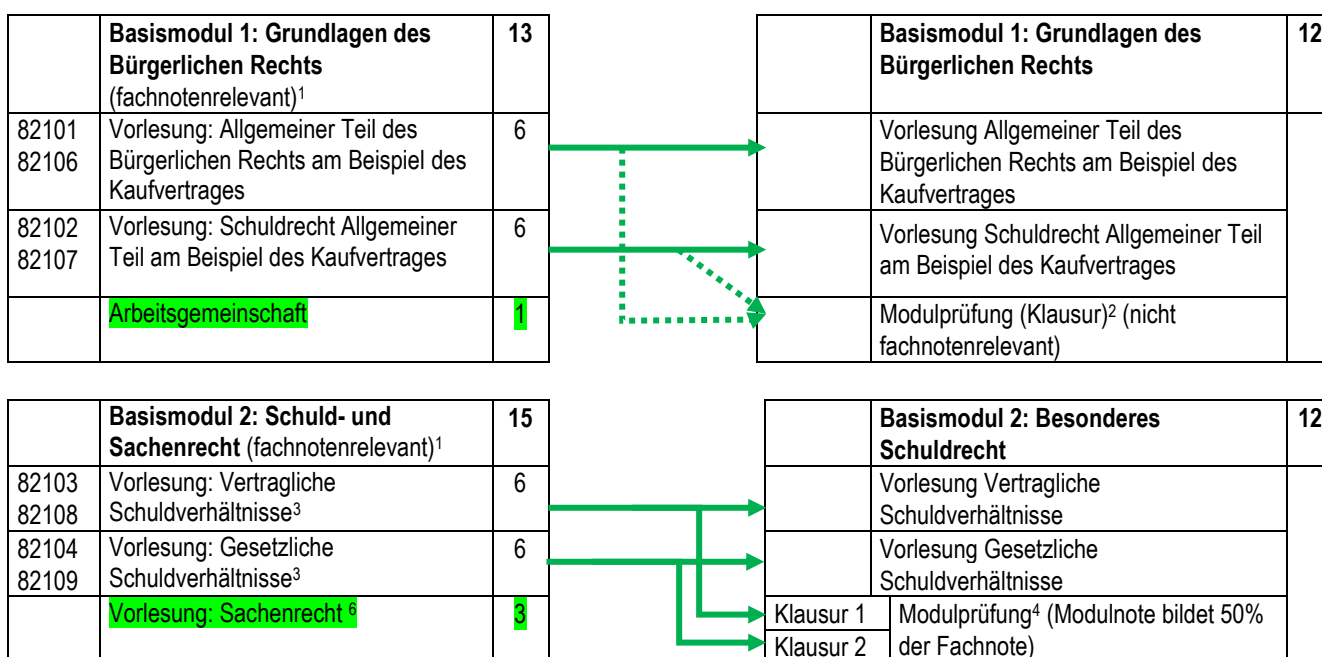 Basismodul 1: Grundlagen des
Bürgerlichen Rechts
(fachnotenrelevant)1
13
82101
82106
Vorlesung: Allgemeiner Teil des
Bürgerlichen Rechts am Beispiel des
Kaufvertrages
6
82102
82107
Vorlesung: Schuldrecht Allgemeiner
Teil am Beispiel des Kaufvertrages
6
Arbeitsgemeinschaft
1
Basismodul 1: Grundlagen des
Bürgerlichen Rechts
12
Vorlesung Allgemeiner Teil des
Bürgerlichen Rechts am Beispiel des
Kaufvertrages
Vorlesung Schuldrecht Allgemeiner Teil
am Beispiel des Kaufvertrages
Modulprüfung (Klausur)2 (nicht
fachnotenrelevant)
Basismodul 2: Schuld- und
Sachenrecht (fachnotenrelevant)1
15
82103
82108
Vorlesung: Vertragliche
Schuldverhältnisse3
6
82104
82109
Vorlesung: Gesetzliche
Schuldverhältnisse3
6
Vorlesung: Sachenrecht 6
3
Basismodul 2: Besonderes
Schuldrecht
12
Vorlesung Vertragliche
Schuldverhältnisse
Vorlesung Gesetzliche
Schuldverhältnisse
Klausur 1
Klausur 2
Modulprüfung4 (Modulnote bildet 50%
der Fachnote)